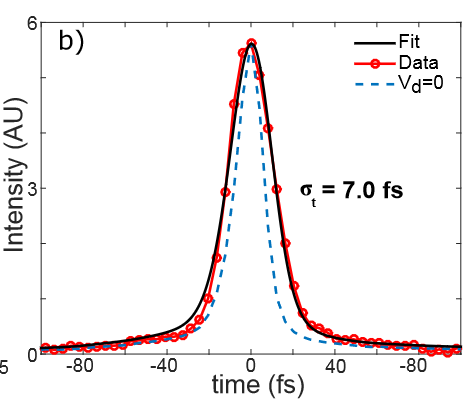 6
b)
Fit
Data
V_d=0
Intensity (AU)
3
σ_t = 7.0 fs
0
5
-80
-40
0
40
-80
time (fs)